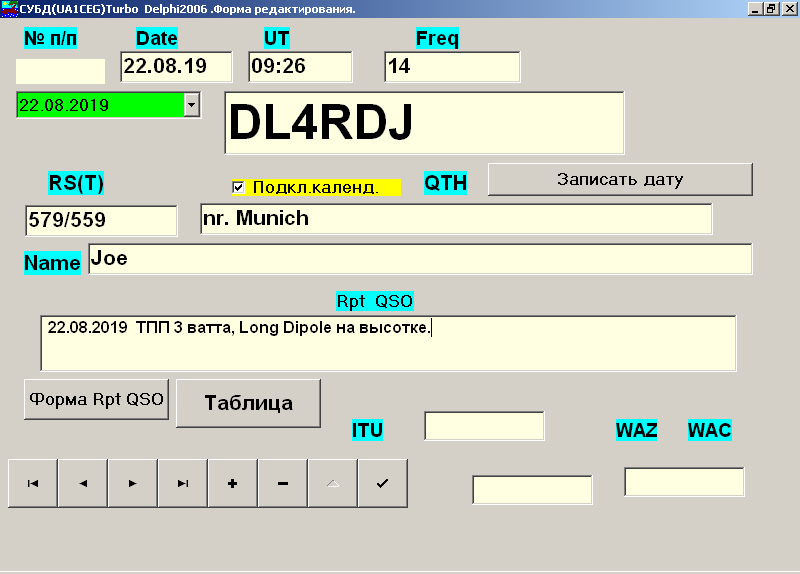 СУБД(UA1CEG)Turbo Delphi2006 .Форма редактирования.
№ п/п Date UT Freq
22.08.19 09:26 14
22.08.2019
DL4RDJ
RS(T) Подкл.календ. QTH Записать дату
579/559 nr. Munich
Name Joe
Rpt QSO
22.08.2019 ТПП 3 ватта, Long Dipole на высотке.
Форма Rpt QSO Таблица
ITU WAZ WAC